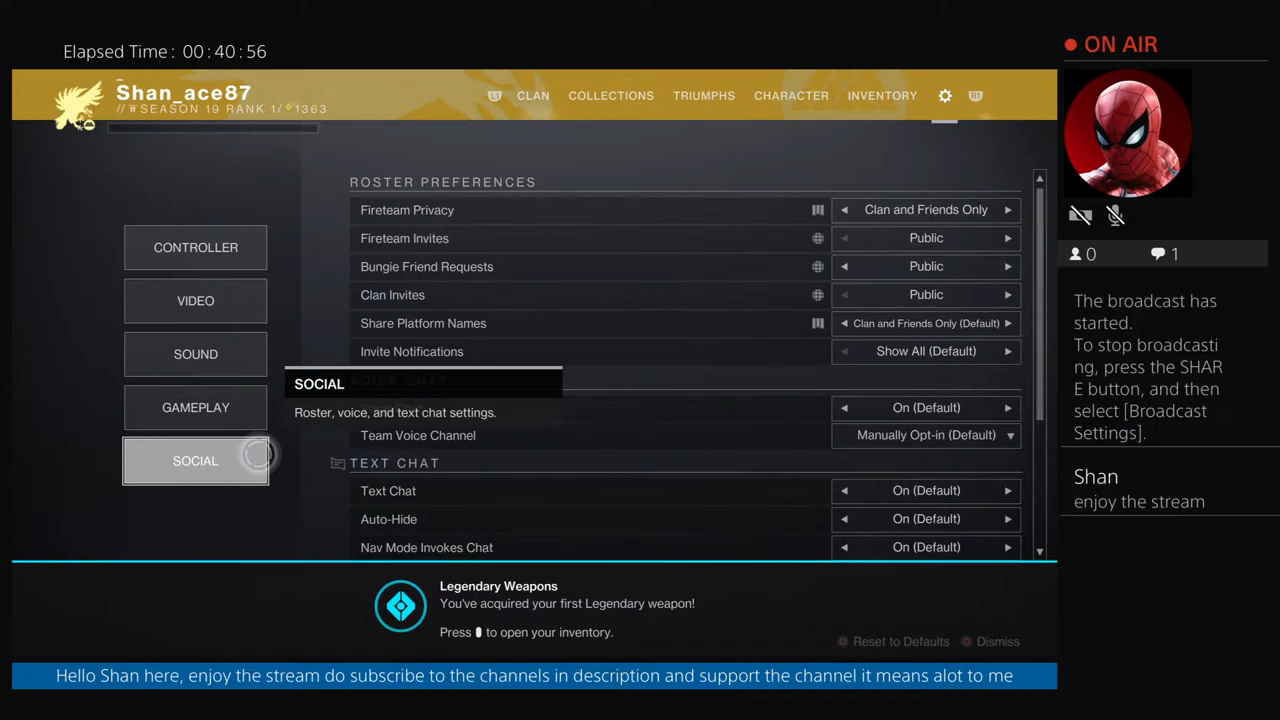 Elapsed Time : 00:40:56
ON AIR
Shan_ace87
// SEASON 19 RANK 1/ 1363
L1 CLAN COLLECTIONS TRIUMPHS CHARACTER INVENTORY R1
ROSTER PREFERENCES
Fireteam Privacy Clan and Friends Only
Fireteam Invites Public
Bungie Friend Requests Public
Clan Invites Public
Share Platform Names Clan and Friends Only (Default)
Invite Notifications Show All (Default)
CONTROLLER
VIDEO
SOUND
GAMEPLAY
SOCIAL
SOCIAL
Roster, voice, and text chat settings.
VOICE CHAT
On (Default)
Team Voice Channel Manually Opt-in (Default)
TEXT CHAT
Text Chat On (Default)
Auto-Hide On (Default)
Nav Mode Invokes Chat On (Default)
Legendary Weapons
You've acquired your first Legendary weapon!
Press to open your inventory.
Reset to Defaults Dismiss
0 1
The broadcast has
started.
To stop broadcasti
ng, press the SHAR
E button, and then
select [Broadcast
Settings].
Shan
enjoy the stream
Hello Shan here, enjoy the stream do subscribe to the channels in description and support the channel it means alot to me